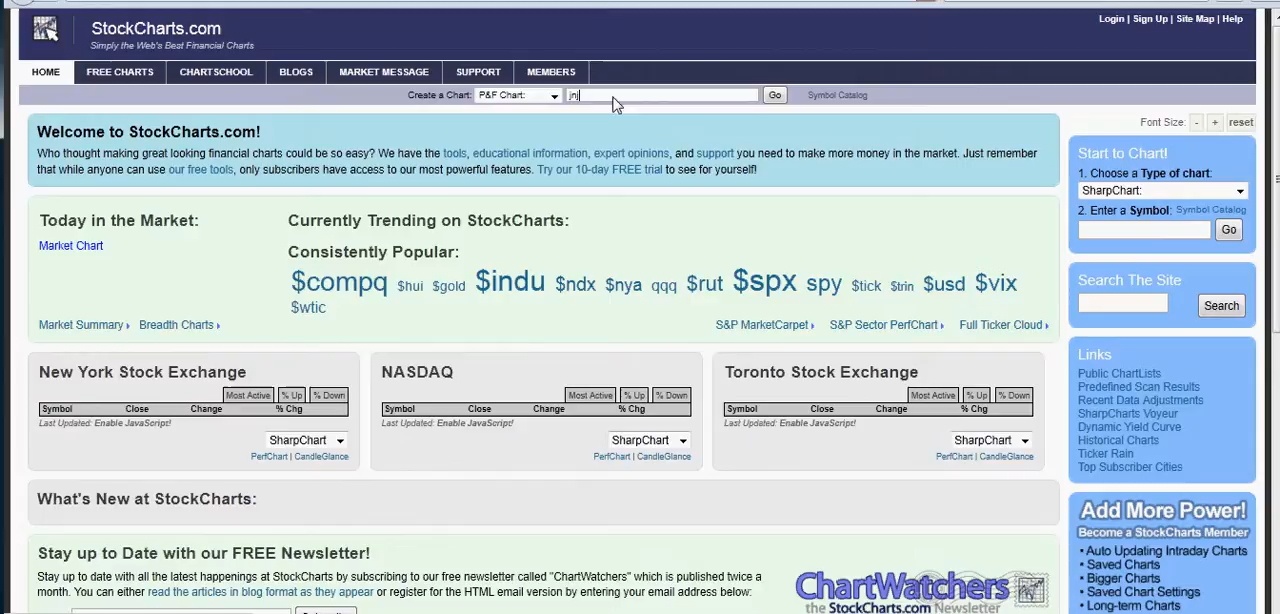 StockCharts.com
Simply the Web's Best Financial Charts
Login | Sign Up | Site Map | Help
HOME FREE CHARTS CHARTSCHOOL BLOGS MARKET MESSAGE SUPPORT MEMBERS
Create a Chart: P&F Chart: jnj Go Symbol Catalog
Font Size: - + reset
Welcome to StockCharts.com!
Who thought making great looking financial charts could be so easy? We have the tools, educational information, expert opinions, and support you need to make more money in the market. Just remember
that while anyone can use our free tools, only subscribers have access to our most powerful features. Try our 10-day FREE trial to see for yourself!
Today in the Market:
Market Chart
Currently Trending on StockCharts:
Consistently Popular:
$compq $hui $gold $indu $ndx $nya qqq $rut $spx spy $tick $trin $usd $vix
$wtic
Market Summary Breadth Charts
S&P MarketCarpet S&P Sector PerfChart Full Ticker Cloud
New York Stock Exchange
Most Active % Up % Down
Symbol Close Change % Chg
Last Updated: Enable JavaScript!
SharpChart
PerfChart | CandleGlance
NASDAQ
Most Active % Up % Down
Symbol Close Change % Chg
Last Updated: Enable JavaScript!
SharpChart
PerfChart | CandleGlance
Toronto Stock Exchange
Most Active % Up % Down
Symbol Close Change % Chg
Last Updated: Enable JavaScript!
SharpChart
PerfChart | CandleGlance
What's New at StockCharts:
Stay up to Date with our FREE Newsletter!
Stay up to date with all the latest happenings at StockCharts by subscribing to our free newsletter called "ChartWatchers" which is published twice a
month. You can either read the articles in blog format as they appear or register for the HTML email version by entering your email address below:
ChartWatchers
the StockCharts.com Newsletter
Start to Chart!
1. Choose a Type of chart:
SharpChart:
2. Enter a Symbol: Symbol Catalog
Go
Search The Site
Search
Links
Public ChartLists
Predefined Scan Results
Recent Data Adjustments
SharpCharts Voyeur
Dynamic Yield Curve
Historical Charts
Ticker Rain
Top Subscriber Cities
Add More Power!
Become a StockCharts Member
• Auto Updating Intraday Charts
• Saved Charts
• Bigger Charts
• Saved Chart Settings
• Long-term Charts